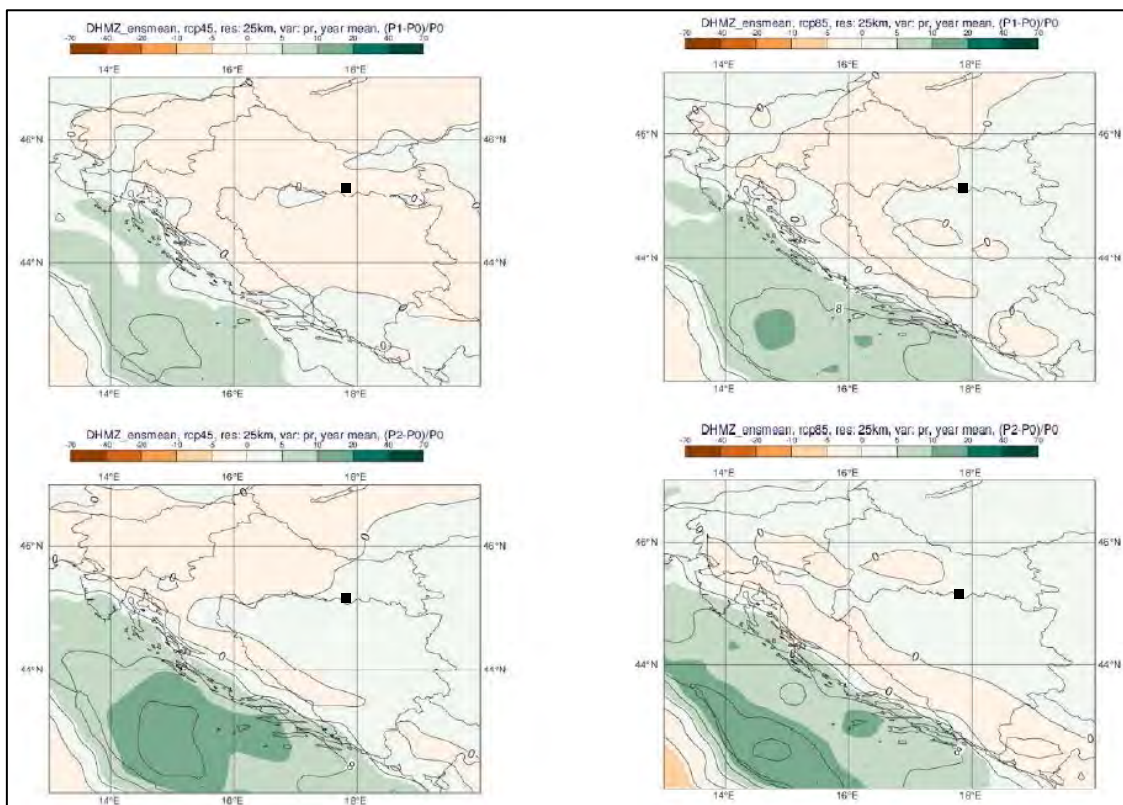 DHMZ_ensmean, rcp45, res: 25km, var: pr, year mean, (P1-P0)/P0
-70 -40 -20 -10 -5 0 5 10 20 40 70
14°E 16°E 18°E
46°N 46°N
44°N 44°N
14°E 16°E 18°E
DHMZ_ensmean, rcp85, res: 25km, var: pr, year mean, (P1-P0)/P0
-70 -40 -20 -10 -5 0 5 10 20 40 70
14°E 16°E 18°E
46°N 46°N
44°N 44°N
8
14°E 16°E 18°E
DHMZ_ensmean, rcp45, res: 25km, var: pr, year mean, (P2-P0)/P0
-70 -40 -20 -10 -5 0 5 10 20 40 70
14°E 16°E 18°E
46°N 46°N
44°N 44°N
8
14°E 16°E 18°E
DHMZ_ensmean, rcp85, res: 25km, var: pr, year mean, (P2-P0)/P0
-70 -40 -20 -10 -5 0 5 10 20 40 70
14°E 16°E 18°E
46°N 46°N
44°N 44°N
8
14°E 16°E 18°E